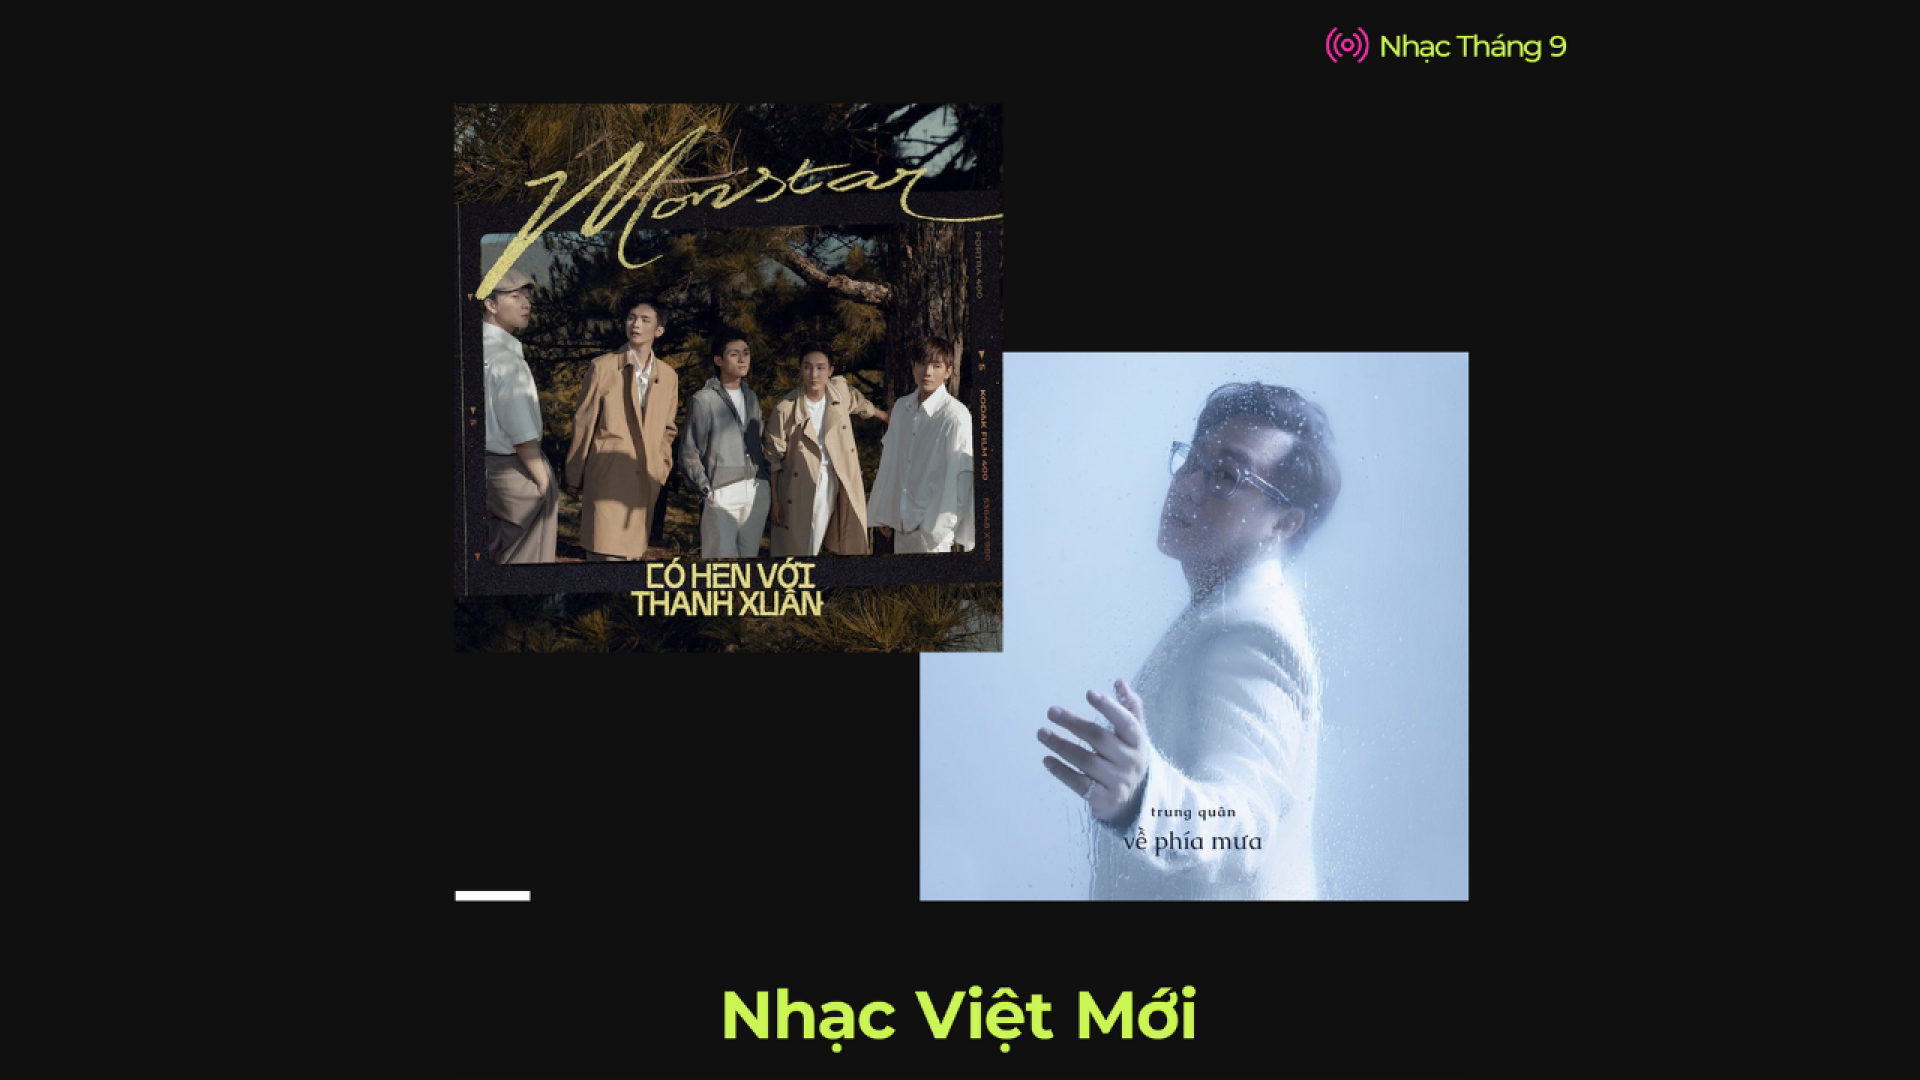 Nhạc Tháng 9
Monstar
PORTRA 400
5
KODAK FILM 400
CÓ HẸN VỚI
THANH XUÂN
trung quân
về phía mưa
Nhạc Việt Mới